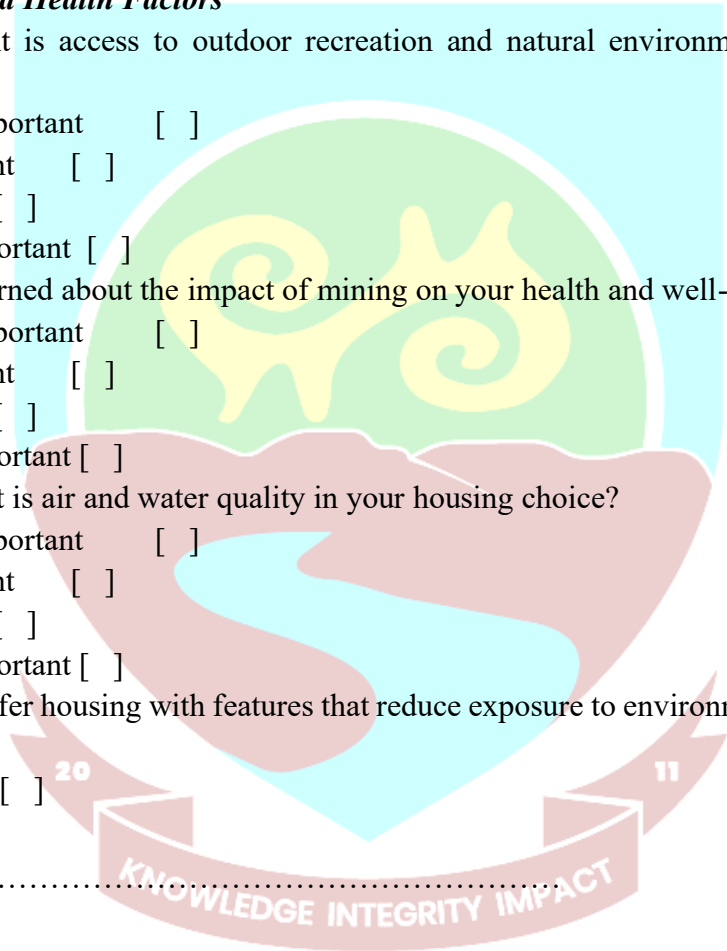 Health Factors
t is access to outdoor recreation and natural environm
portant [ ]
nt [ ]
[ ]
ortant [ ]
rned about the impact of mining on your health and well-
portant [ ]
nt [ ]
[ ]
ortant [ ]
t is air and water quality in your housing choice?
portant [ ]
nt [ ]
[ ]
ortant [ ]
fer housing with features that reduce exposure to environ
[ ]
20 11
……………………………………………………
KNOWLEDGE INTEGRITY IMPACT